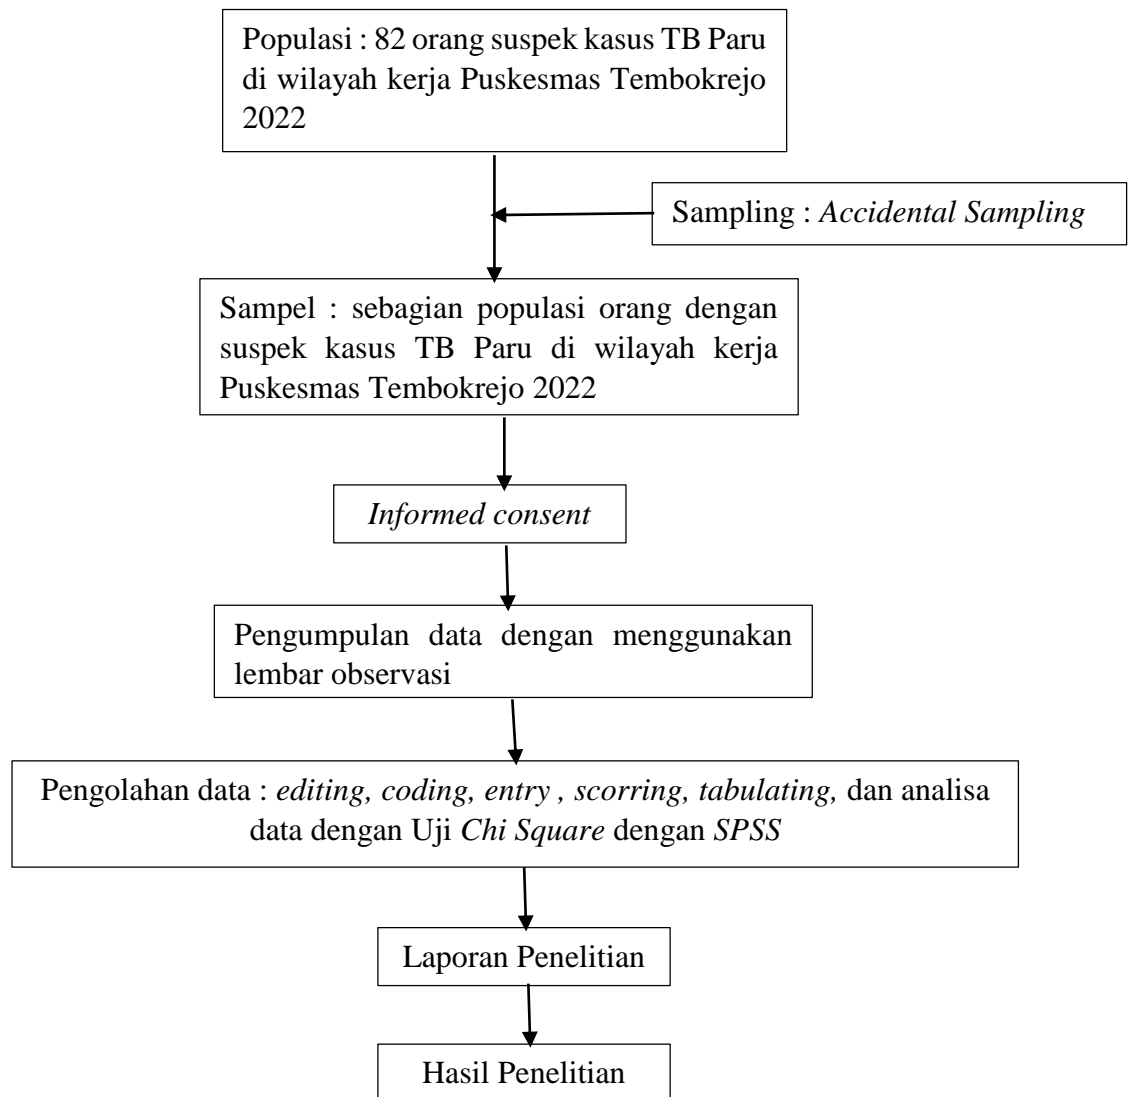 Populasi : 82 orang suspek kasus TB Paru
di wilayah kerja Puskesmas Tembokrejo
2022
Sampling : Accidental Sampling
Sampel : sebagian populasi orang dengan
suspek kasus TB Paru di wilayah kerja
Puskesmas Tembokrejo 2022
Informed consent
Pengumpulan data dengan menggunakan
lembar observasi
Pengolahan data : editing, coding, entry , scorring, tabulating, dan analisa
data dengan Uji Chi Square dengan SPSS
Laporan Penelitian
Hasil Penelitian